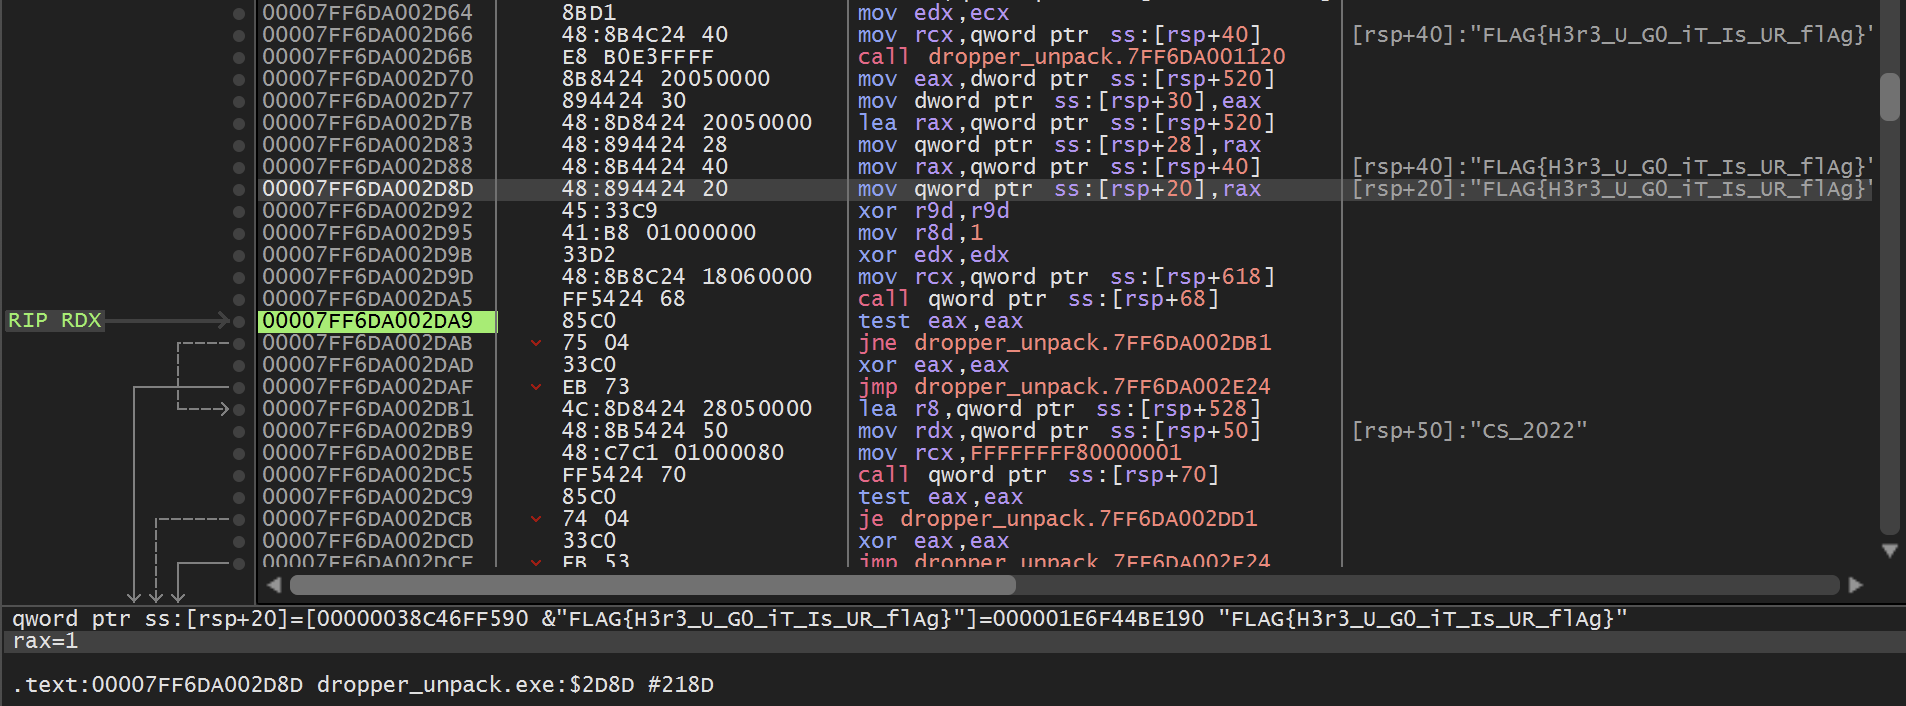 00007FF6DA002D64 8BD1 mov edx,ecx
00007FF6DA002D66 48:8B4C24 40 mov rcx,qword ptr ss:[rsp+40] [rsp+40]:"FLAG{H3r3_U_G0_iT_Is_UR_flAg}"
00007FF6DA002D6B E8 B0E3FFFF call dropper_unpack.7FF6DA001120
00007FF6DA002D70 8B8424 20050000 mov eax,dword ptr ss:[rsp+520]
00007FF6DA002D77 894424 30 mov dword ptr ss:[rsp+30],eax
00007FF6DA002D7B 48:8D8424 20050000 lea rax,qword ptr ss:[rsp+520]
00007FF6DA002D83 48:894424 28 mov qword ptr ss:[rsp+28],rax
00007FF6DA002D88 48:8B4424 40 mov rax,qword ptr ss:[rsp+40] [rsp+40]:"FLAG{H3r3_U_G0_iT_Is_UR_flAg}"
00007FF6DA002D8D 48:894424 20 mov qword ptr ss:[rsp+20],rax [rsp+20]:"FLAG{H3r3_U_G0_iT_Is_UR_flAg}"
00007FF6DA002D92 45:33C9 xor r9d,r9d
00007FF6DA002D95 41:B8 01000000 mov r8d,1
00007FF6DA002D9B 33D2 xor edx,edx
00007FF6DA002D9D 48:8B8C24 18060000 mov rcx,qword ptr ss:[rsp+618]
00007FF6DA002DA5 FF5424 68 call qword ptr ss:[rsp+68]
RIP RDX 00007FF6DA002DA9 85C0 test eax,eax
00007FF6DA002DAB 75 04 jne dropper_unpack.7FF6DA002DB1
00007FF6DA002DAD 33C0 xor eax,eax
00007FF6DA002DAF EB 73 jmp dropper_unpack.7FF6DA002E24
00007FF6DA002DB1 4C:8D8424 28050000 lea r8,qword ptr ss:[rsp+528]
00007FF6DA002DB9 48:8B5424 50 mov rdx,qword ptr ss:[rsp+50] [rsp+50]:"CS_2022"
00007FF6DA002DBE 48:C7C1 01000080 mov rcx,FFFFFFFF80000001
00007FF6DA002DC5 FF5424 70 call qword ptr ss:[rsp+70]
00007FF6DA002DC9 85C0 test eax,eax
00007FF6DA002DCB 74 04 je dropper_unpack.7FF6DA002DD1
00007FF6DA002DCD 33C0 xor eax,eax
00007FF6DA002DCF EB 53 jmp dropper_unpack.7FF6DA002E24
qword ptr ss:[rsp+20]=[00000038C46FF590 &"FLAG{H3r3_U_G0_iT_Is_UR_flAg}"]=000001E6F44BE190 "FLAG{H3r3_U_G0_iT_Is_UR_flAg}"
rax=1
.text:00007FF6DA002D8D dropper_unpack.exe:$2D8D #218D